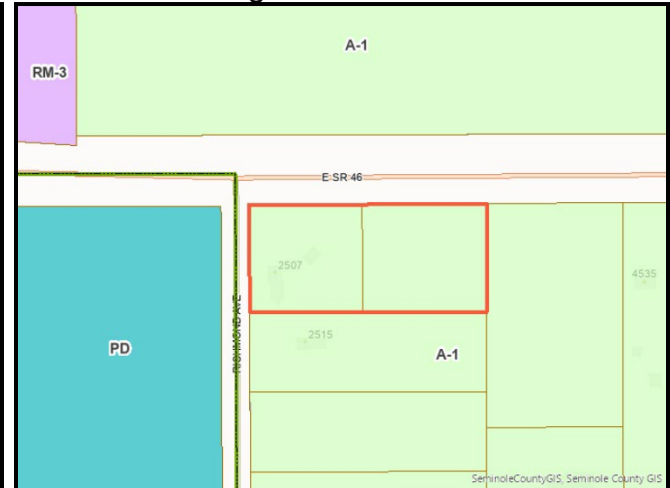 A-1
RM-3
E SR 46
2507
4535
RICHMOND AVE
2515
PD
A-1
SeminoleCountyGIS, Seminole County GIS